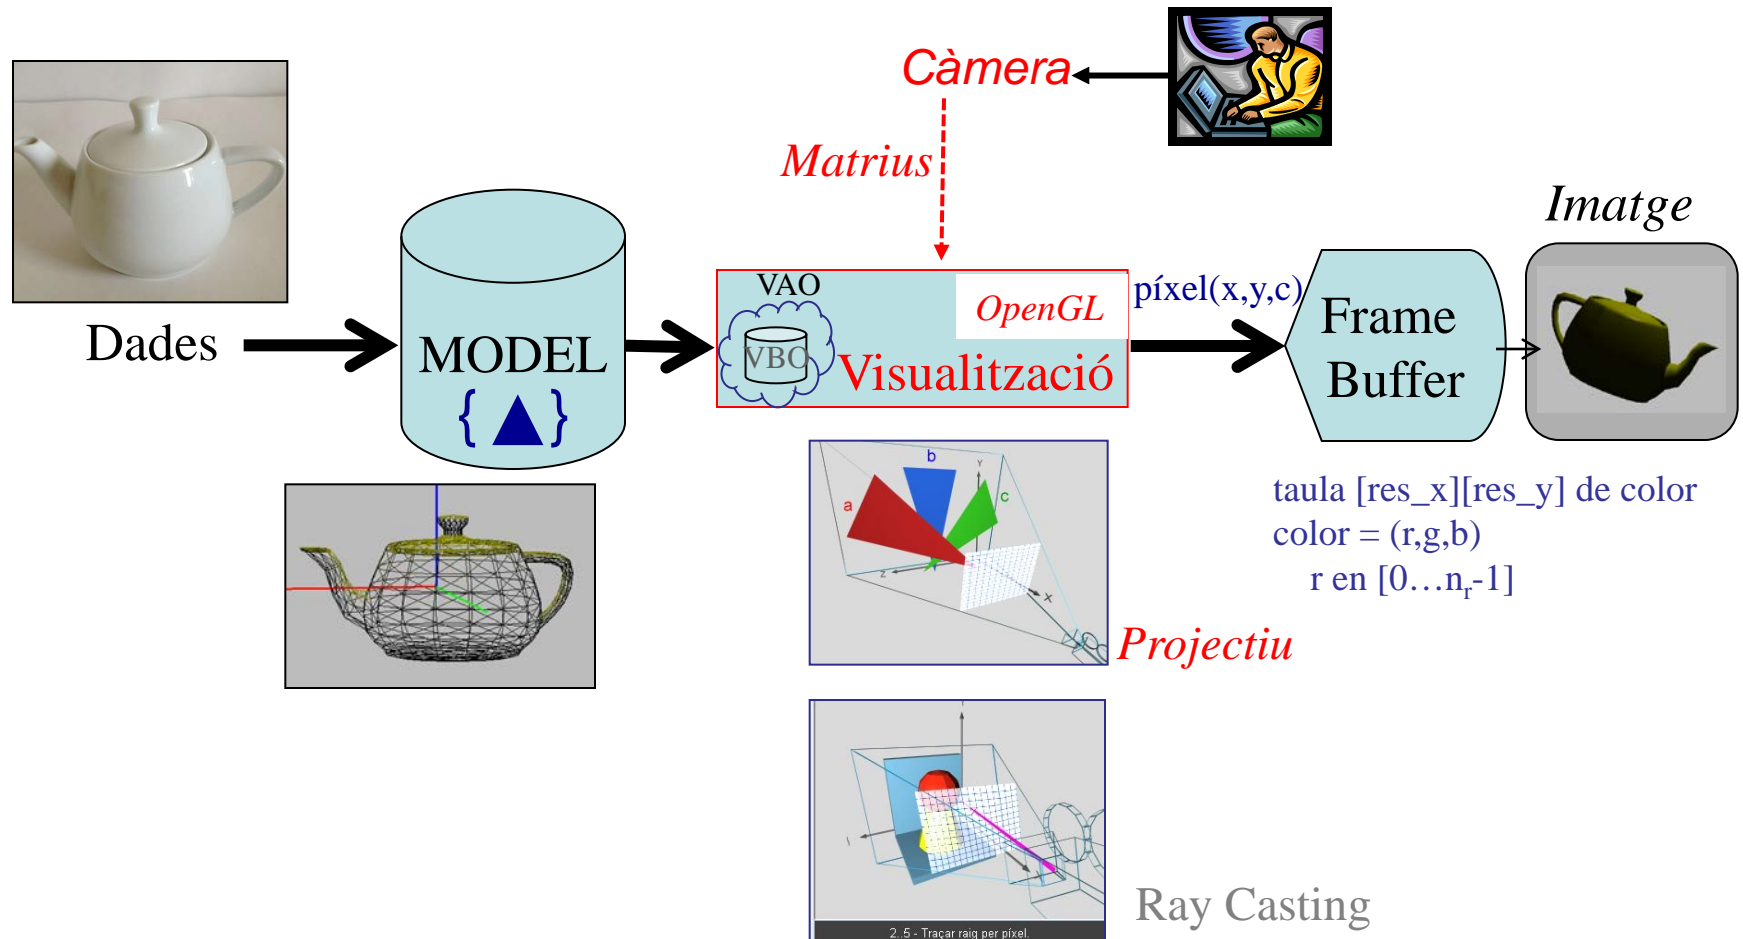 Càmera
Matrius
Imatge
Dades
MODEL
{ }
VAO
VBO
OpenGL
Visualització
píxel(x,y,c)
Frame
Buffer
a
b
c
Y
Z
X
Projectiu
taula [res_x][res_y] de color
color = (r,g,b)
r en [0…nr-1]
2..5 - Traçar raig per píxel.
Ray Casting